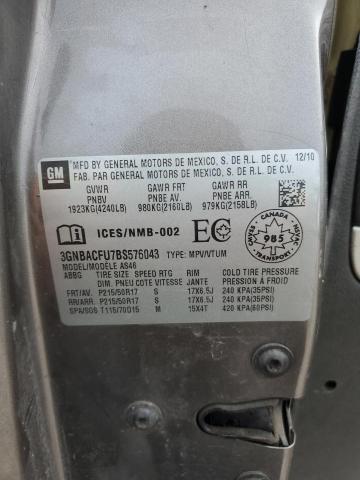 GM
MFD BY GENERAL MOTORS DE MEXICO, S. DE R.L. DE C.V. 12/10
FAB. PAR GENERAL MOTORS DE MEXICO, S. DE R.L. DE C.V.
GVWR GAWR FRT GAWR RR
PNBV PNBE AV. PNBE ARR.
1923KG(4240LB) 980KG(2160LB) 979KG(2158LB)
ICES/NMB-002 EC
CANADA
985
TRANSPORT
3GNBACFU7BS576043 TYPE: MPV/VTUM
MODEL/MODÈLE AS46
ABBG TIRE SIZE SPEED RTG RIM COLD TIRE PRESSURE
DIM. PNEU COTE VITESSE JANTE PRESSION À FROID
FRT/AV. P215/50R17 S 17X6.5J 240 KPA(35PSI)
RR/ARR. P215/50R17 S 17X6.5J 240 KPA(35PSI)
SPA/SOS T115/70D15 M 15X4T 420 KPA(60PSI)